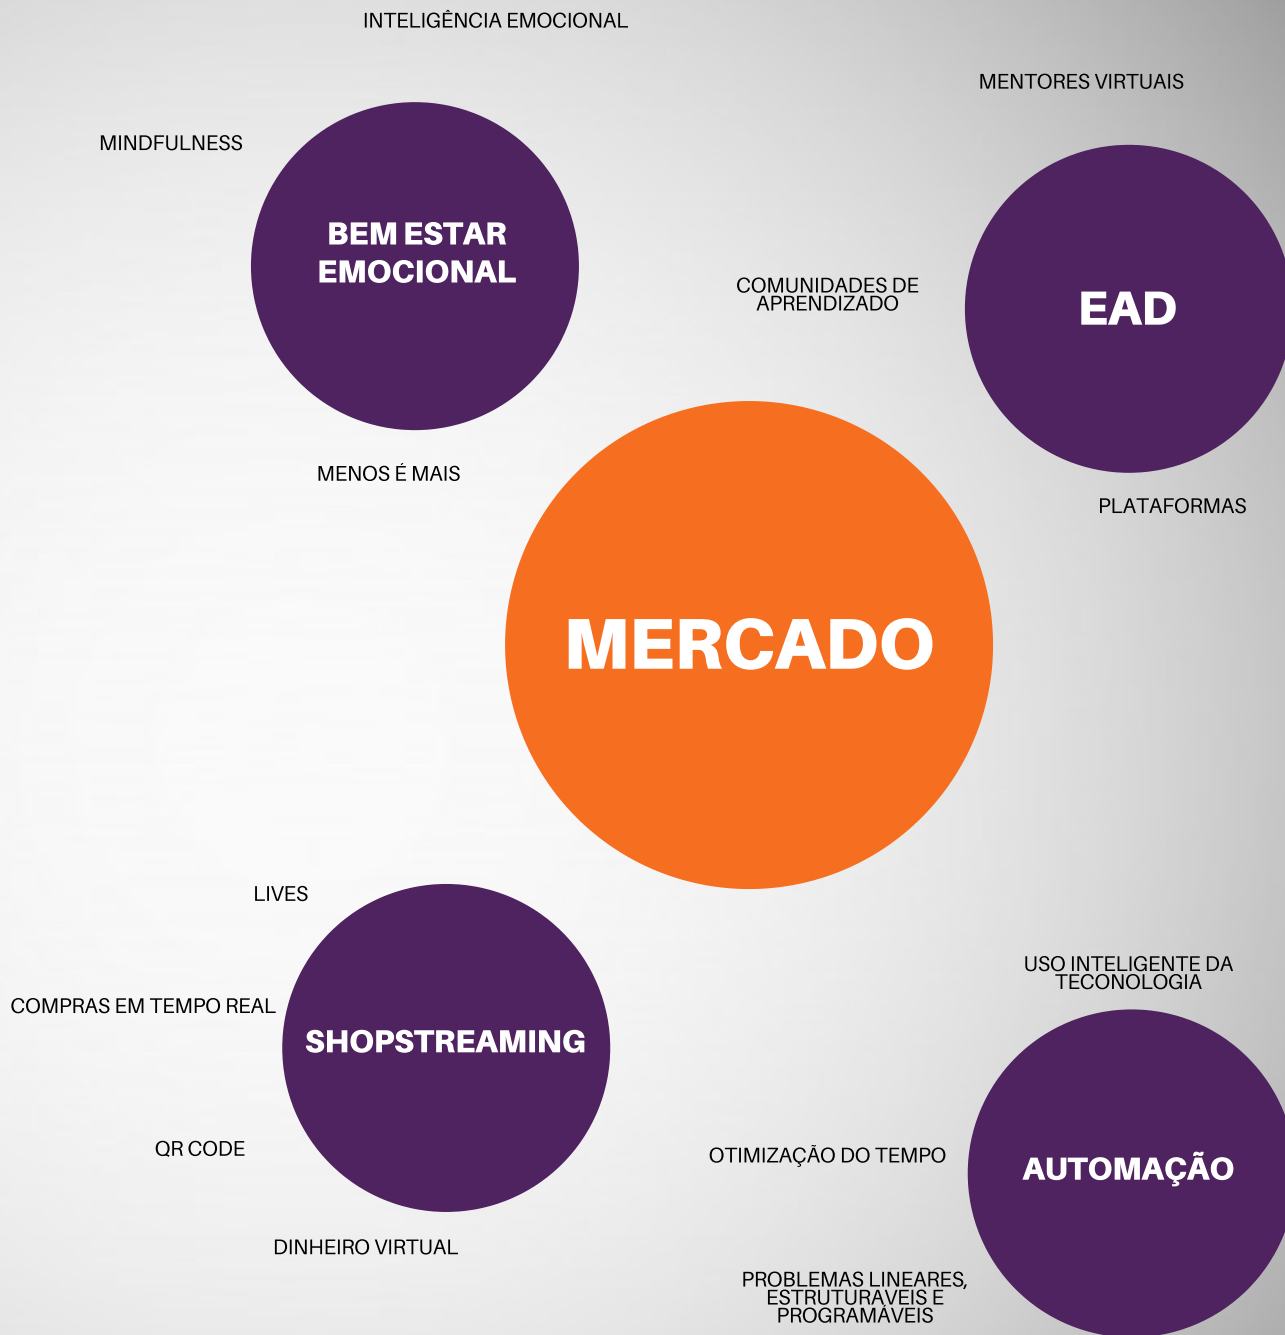 INTELIGÊNCIA EMOCIONAL
MINDFULNESS
BEM ESTAR
EMOCIONAL
MENOS É MAIS
MENTORES VIRTUAIS
COMUNIDADES DE
APRENDIZADO
EAD
PLATAFORMAS
MERCADO
LIVES
COMPRAS EM TEMPO REAL
SHOPSTREAMING
QR CODE
DINHEIRO VIRTUAL
USO INTELIGENTE DA
TECONOLOGIA
OTIMIZAÇÃO DO TEMPO
AUTOMAÇÃO
PROBLEMAS LINEARES,
ESTRUTURAVEIS E
PROGRAMÁVEIS